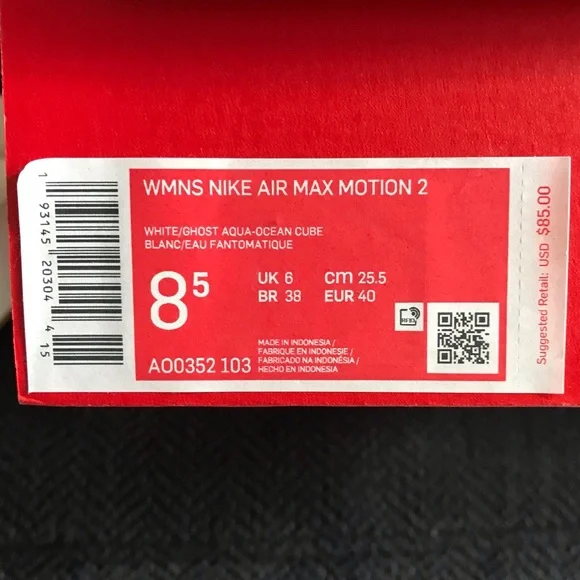 WMNS NIKE AIR MAX MOTION 2
WHITE/GHOST AQUA-OCEAN CUBE
BLANC/EAU FANTOMATIQUE
8⁵
UK 6 cm 25.5
BR 38 EUR 40
AO0352 103
MADE IN INDONESIA /
FABRIQUE EN INDONESIE /
FABRICADO NA INDONÉSIA /
HECHO EN INDONESIA
RFID
1 93145 20304 4 15
Suggested Retail: USD $85.00